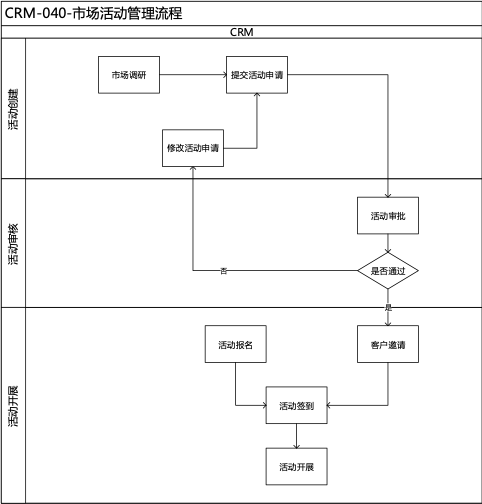 CRM-040-市场活动管理流程
CRM
活动创建
市场调研
提交活动申请
修改活动申请
活动审核
活动审批
是否通过
否
是
活动开展
活动报名
客户邀请
活动签到
活动开展